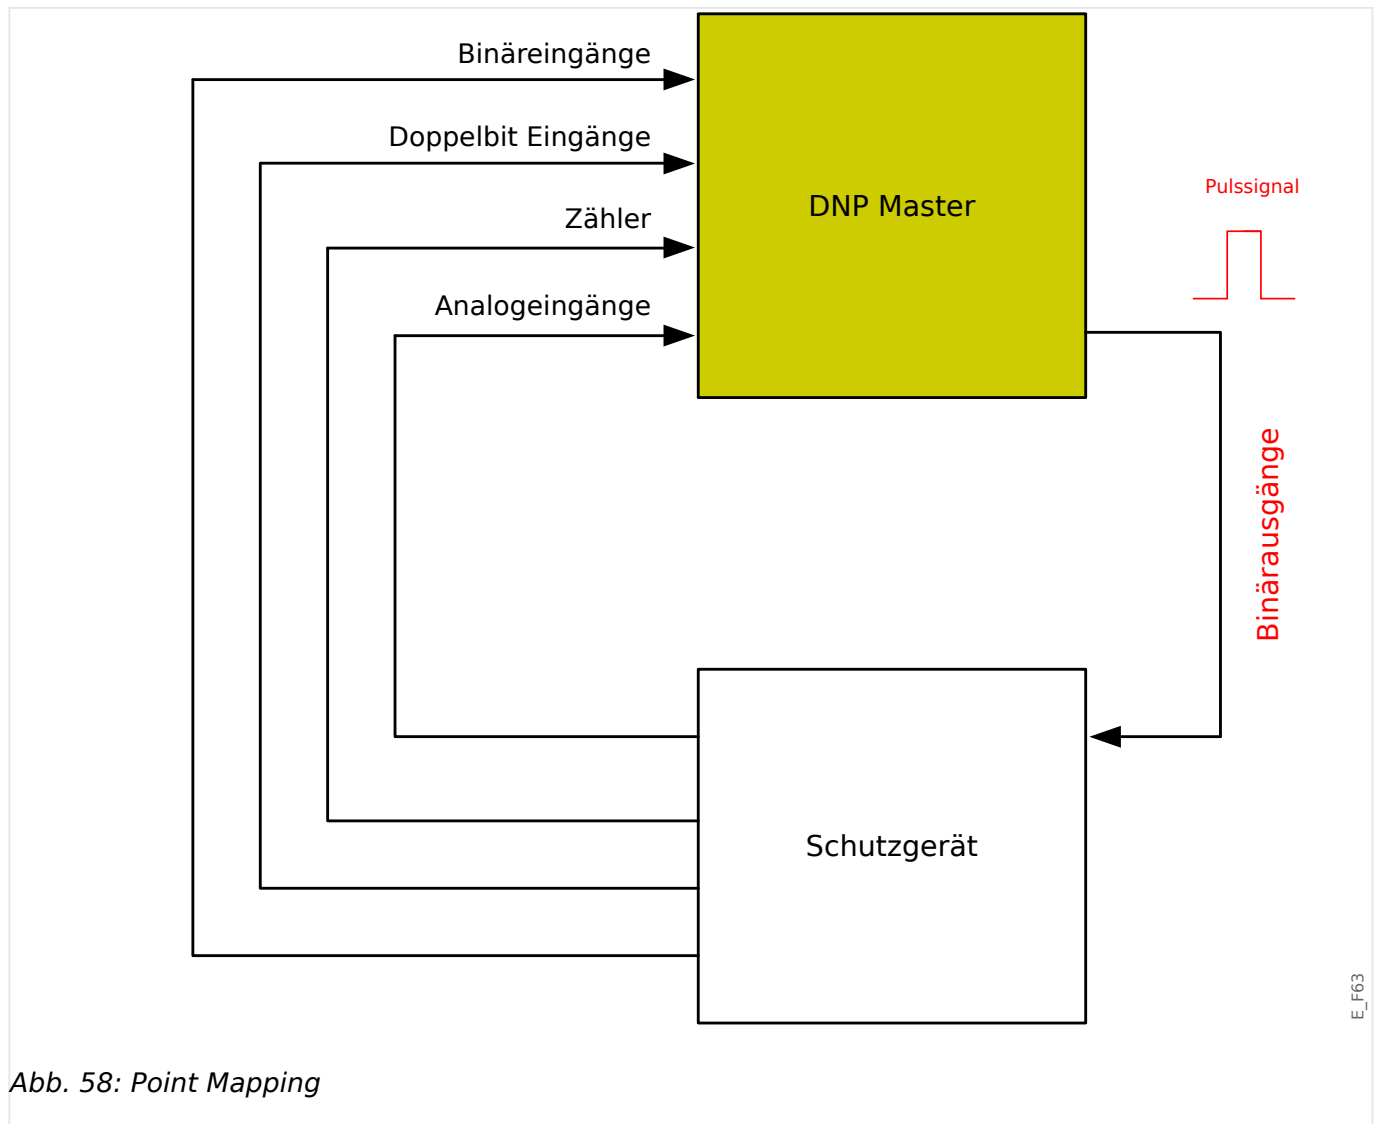 Binäreingänge
Doppelbit Eingänge
Zähler
Analogeingänge
DNP Master
Pulssignal
Binärausgänge
Schutzgerät
E_F63
Abb. 58: Point Mapping